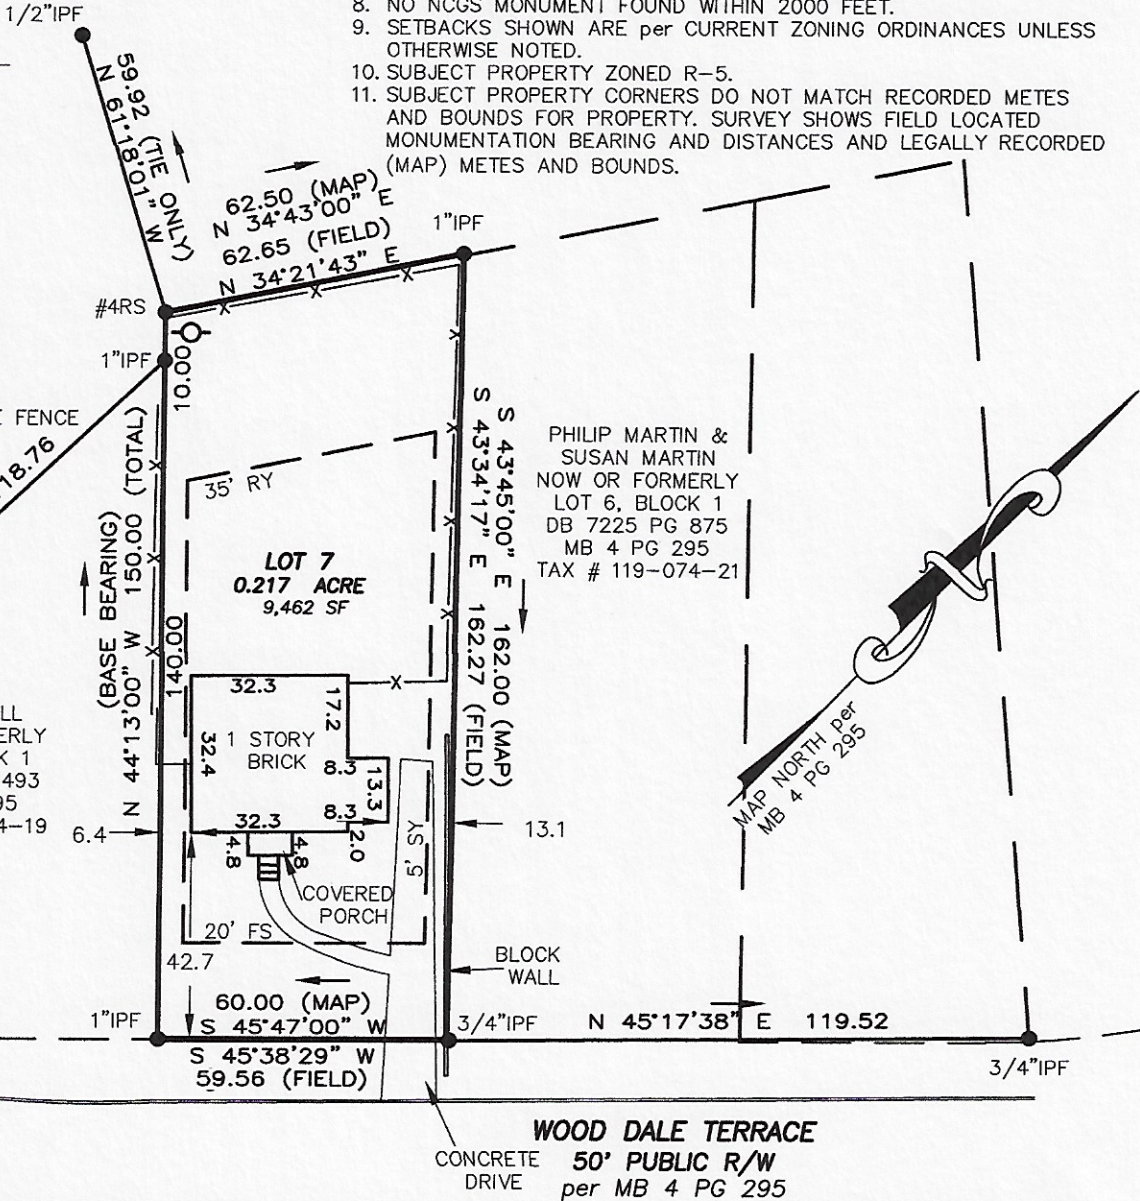 8. NO NCGS MONUMENT FOUND WITHIN 2000 FEET.
9. SETBACKS SHOWN ARE per CURRENT ZONING ORDINANCES UNLESS
OTHERWISE NOTED.
10. SUBJECT PROPERTY ZONED R-5.
11. SUBJECT PROPERTY CORNERS DO NOT MATCH RECORDED METES
AND BOUNDS FOR PROPERTY. SURVEY SHOWS FIELD LOCATED
MONUMENTATION BEARING AND DISTANCES AND LEGALLY RECORDED
(MAP) METES AND BOUNDS.
1/2"IPF
59.92 (TIE ONLY)
N 61°18'01" W
62.50 (MAP)
N 34°43'00" E
62.65 (FIELD)
N 34°21'43" E
1"IPF
#4RS
1"IPF
10.00
FENCE
18.76
35' RY
LOT 7
0.217 ACRE
9,462 SF
(BASE BEARING)
N 44°13'00" W 150.00 (TOTAL)
140.00
S 43°45'00" E 162.00 (MAP)
S 43°34'17" E 162.27 (FIELD)
PHILIP MARTIN &
SUSAN MARTIN
NOW OR FORMERLY
LOT 6, BLOCK 1
DB 7225 PG 875
MB 4 PG 295
TAX # 119-074-21
MAP NORTH per
MB 4 PG 295
LL
ERLY
K 1
493
95
4-19
32.3
17.2
32.4
1 STORY
BRICK
8.3
13.3
8.3
32.3
2.0
4.8
4.8
6.4
13.1
5' SY
COVERED
PORCH
20' FS
42.7
BLOCK
WALL
1"IPF
60.00 (MAP)
S 45°47'00" W
S 45°38'29" W
59.56 (FIELD)
3/4"IPF
N 45°17'38" E 119.52
3/4"IPF
CONCRETE
DRIVE
WOOD DALE TERRACE
50' PUBLIC R/W
per MB 4 PG 295